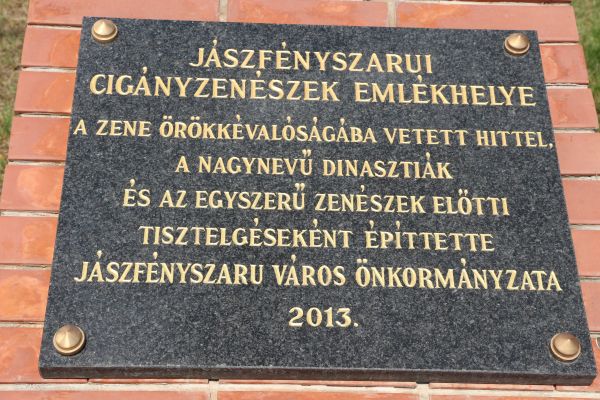 JÁSZFÉNYSZARUI
CIGÁNYZENÉSZEK EMLÉKHELYE
A ZENE ÖRÖKKÉVALÓSÁGÁBA VETETT HITTEL,
A NAGYNEVŰ DINASZTIÁK
ÉS AZ EGYSZERŰ ZENÉSZEK ELŐTTI
TISZTELGÉSEKÉNT ÉPÍTTETTE
JÁSZFÉNYSZARU VÁROS ÖNKORMÁNYZATA
2013.